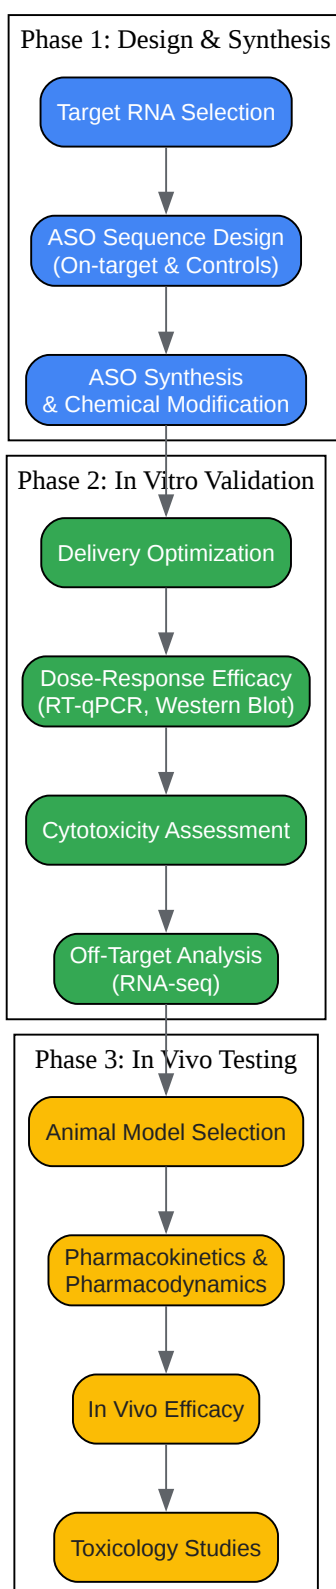 Phase 1: Design & Synthesis
Target RNA Selection
ASO Sequence Design
(On-target & Controls)
ASO Synthesis
& Chemical Modification
Phase 2: In Vitro Validation
Delivery Optimization
Dose-Response Efficacy
(RT-qPCR, Western Blot)
Cytotoxicity Assessment
Off-Target Analysis
(RNA-seq)
Phase 3: In Vivo Testing
Animal Model Selection
Pharmacokinetics &
Pharmacodynamics
In Vivo Efficacy
Toxicology Studies